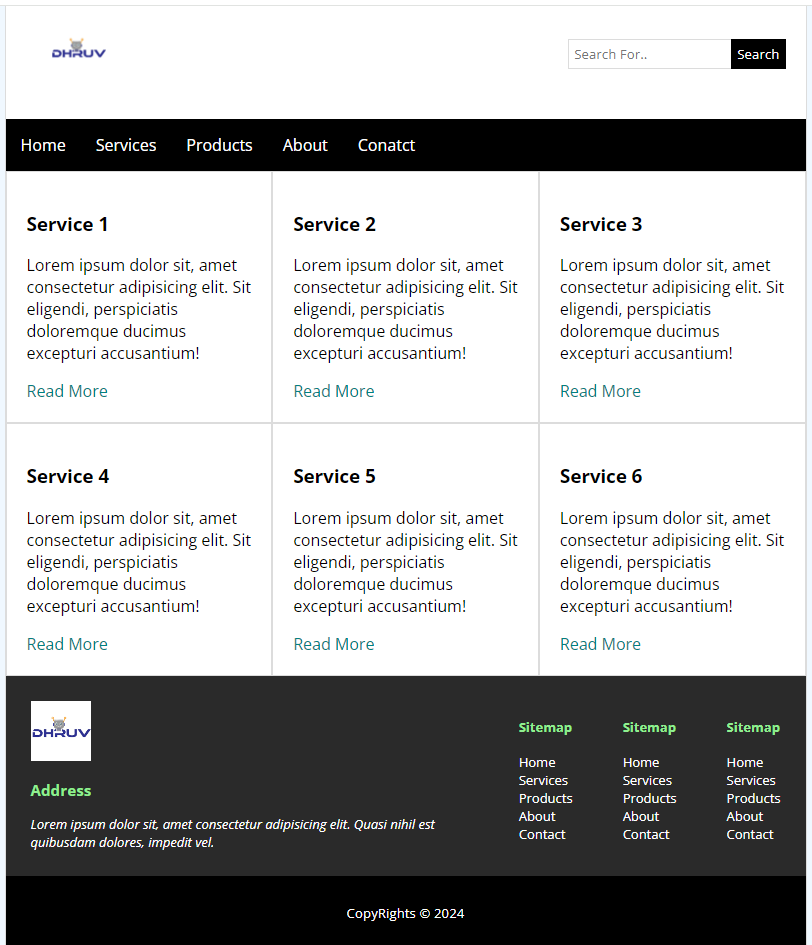 DHRUV
Search For.. Search
Home Services Products About Conatct
Service 1
Lorem ipsum dolor sit, amet
consectetur adipisicing elit. Sit
eligendi, perspiciatis
doloremque ducimus
excepturi accusantium!
Read More
Service 2
Lorem ipsum dolor sit, amet
consectetur adipisicing elit. Sit
eligendi, perspiciatis
doloremque ducimus
excepturi accusantium!
Read More
Service 3
Lorem ipsum dolor sit, amet
consectetur adipisicing elit. Sit
eligendi, perspiciatis
doloremque ducimus
excepturi accusantium!
Read More
Service 4
Lorem ipsum dolor sit, amet
consectetur adipisicing elit. Sit
eligendi, perspiciatis
doloremque ducimus
excepturi accusantium!
Read More
Service 5
Lorem ipsum dolor sit, amet
consectetur adipisicing elit. Sit
eligendi, perspiciatis
doloremque ducimus
excepturi accusantium!
Read More
Service 6
Lorem ipsum dolor sit, amet
consectetur adipisicing elit. Sit
eligendi, perspiciatis
doloremque ducimus
excepturi accusantium!
Read More
DHRUV
Address
Lorem ipsum dolor sit, amet consectetur adipisicing elit. Quasi nihil est
quibusdam dolores, impedit vel.
Sitemap
Home
Services
Products
About
Contact
Sitemap
Home
Services
Products
About
Contact
Sitemap
Home
Services
Products
About
Contact
CopyRights © 2024